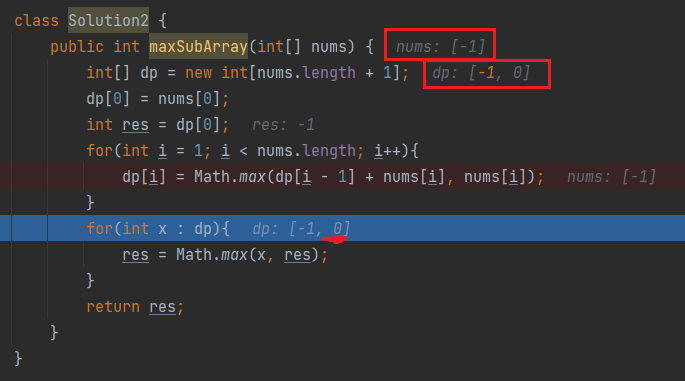 class Solution2 {
public int maxSubArray(int[] nums) { nums: [-1]
int[] dp = new int[nums.length + 1]; dp: [-1, 0]
dp[0] = nums[0];
int res = dp[0]; res: -1
for(int i = 1; i < nums.length; i++){
dp[i] = Math.max(dp[i - 1] + nums[i], nums[i]); nums: [-1]
}
for(int x : dp){ dp: [-1, 0]
res = Math.max(x, res);
}
return res;
}
}